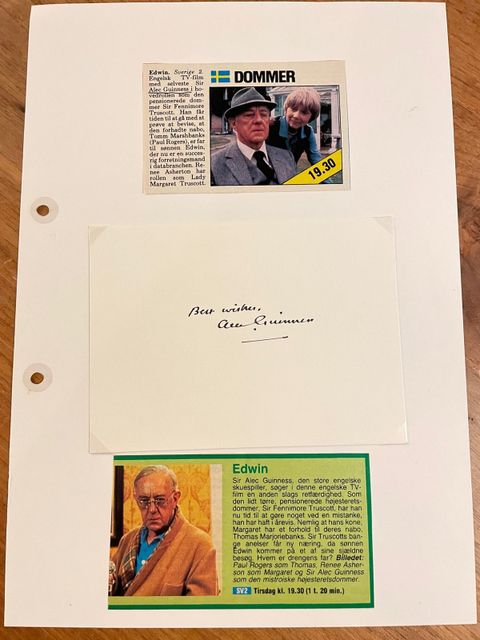 DOMMER
Edwin. Sverige 2.
Engelsk TV-film
med selveste Sir
Alec Guinness i ho-
vedrollen som den
pensionerede dom-
mer Sir Fennimore
Truscott. Han får
tiden til at gå med at
prøve at bevise, at
den forhadte nabo,
Tomm Marshbanks
(Paul Rogers), er far
til sønnen Edwin,
der nu er en succes-
rig forretningsmand
i databranchen. Re-
nee Asherton har
rollen som Lady
Margaret Truscott.
19.30
Best wishes,
Alec Guinness
Edwin
Sir Alec Guinness, den store engelske
skuespiller, søger i denne engelske TV-
film en anden slags retfærdighed. Som
den lidt tørre, pensionerede højesterets-
dommer, Sir Fennimore Truscott, har han
nu tid til at gøre noget ved en mistanke,
han har haft i årevis. Nemlig at hans kone,
Margaret har et forhold til deres nabo,
Thomas Marjoriebanks. Sir Truscotts ban-
ge anelser får ny næring, da sønnen
Edwin kommer på et af sine sjældne
besøg. Hvem er drengens far? Billedet:
Paul Rogers som Thomas, Renee Asher-
son som Margaret og Sir Alec Guinness
som den mistroiske højesteretsdommer.
SV2 Tirsdag kl. 19.30 (1 t. 20 min.)